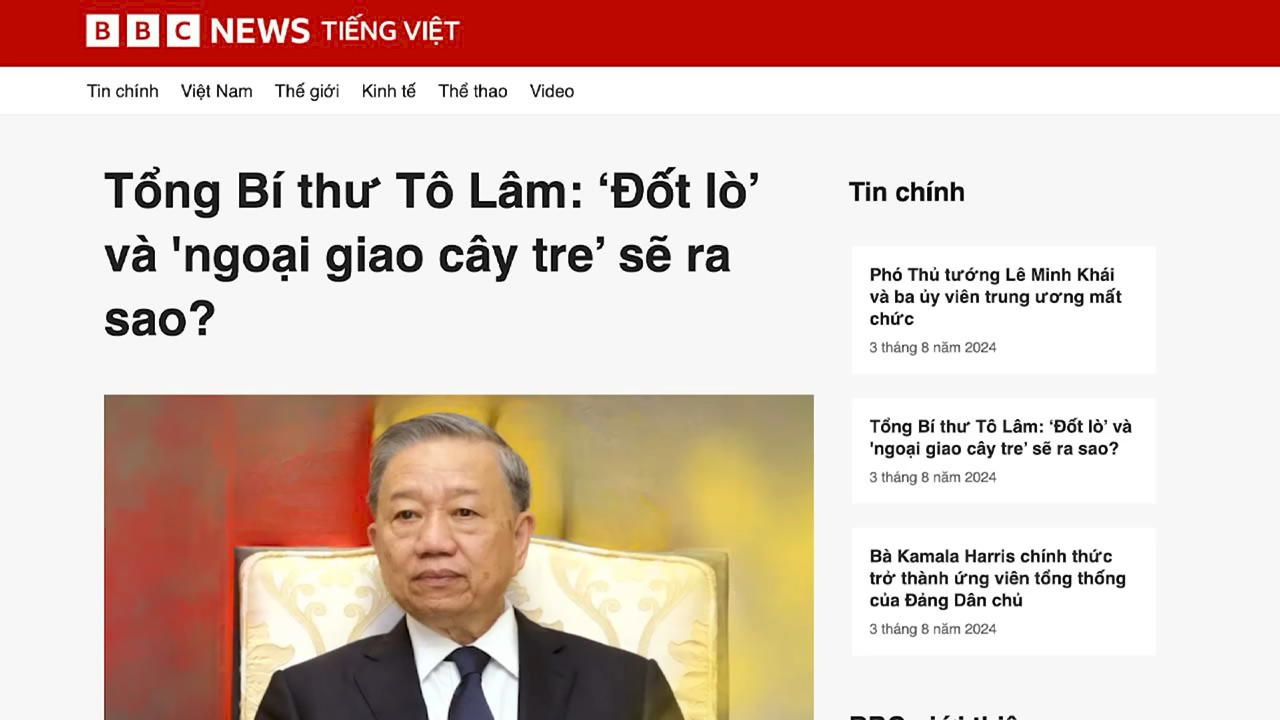 BBC NEWS TIẾNG VIỆT
Tin chính Việt Nam Thế giới Kinh tế Thể thao Video
Tổng Bí thư Tô Lâm: ‘Đốt lò’
và 'ngoại giao cây tre’ sẽ ra
sao?
Tin chính
Phó Thủ tướng Lê Minh Khái
và ba ủy viên trung ương mất
chức
3 tháng 8 năm 2024
Tổng Bí thư Tô Lâm: ‘Đốt lò’ và
'ngoại giao cây tre’ sẽ ra sao?
3 tháng 8 năm 2024
Bà Kamala Harris chính thức
trở thành ứng viên tổng thống
của Đảng Dân chủ
3 tháng 8 năm 2024